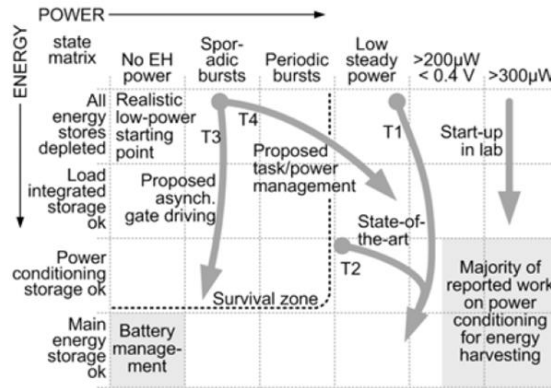 POWER
ENERGY
state
matrix
No EH
power
Spor-
adic
bursts
Periodic
bursts
Low
steady
power
>200µW
< 0.4 V
>300µW
All
energy
stores
depleted
Realistic
low-power
starting
point
T3
T4
T1
Start-up
in lab
Proposed
task/power
management
Load
integrated
storage
ok
Proposed
asynch.
gate driving
State-of-
the-art
Power
conditioning
storage ok
T2
Survival zone
Majority of
reported work
on power
conditioning
for energy
harvesting
Main
energy
storage
ok
Battery
manage-
ment